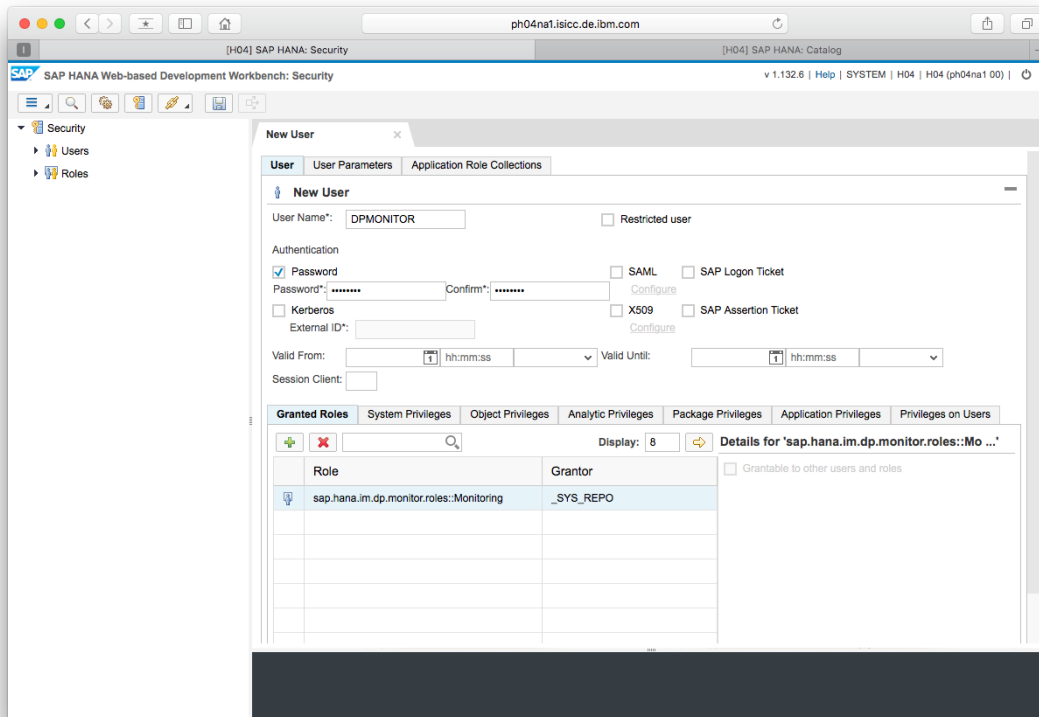 ph04na1.isicc.de.ibm.com
[H04] SAP HANA: Security
[H04] SAP HANA: Catalog
SAP SAP HANA Web-based Development Workbench: Security
v 1.132.6 | Help | SYSTEM | H04 | H04 (ph04na1 00) |
Security
Users
Roles
New User
User User Parameters Application Role Collections
New User
User Name*: DPMONITOR Restricted user
Authentication
Password SAML SAP Logon Ticket
Password*: •••••••• Confirm*: •••••••• Configure
Kerberos X509 SAP Assertion Ticket
External ID*: Configure
Valid From: 1 hh:mm:ss Valid Until: 1 hh:mm:ss
Session Client:
Granted Roles System Privileges Object Privileges Analytic Privileges Package Privileges Application Privileges Privileges on Users
Display: 8 Details for 'sap.hana.im.dp.monitor.roles::Mo ...'
Role Grantor Grantable to other users and roles
sap.hana.im.dp.monitor.roles::Monitoring _SYS_REPO